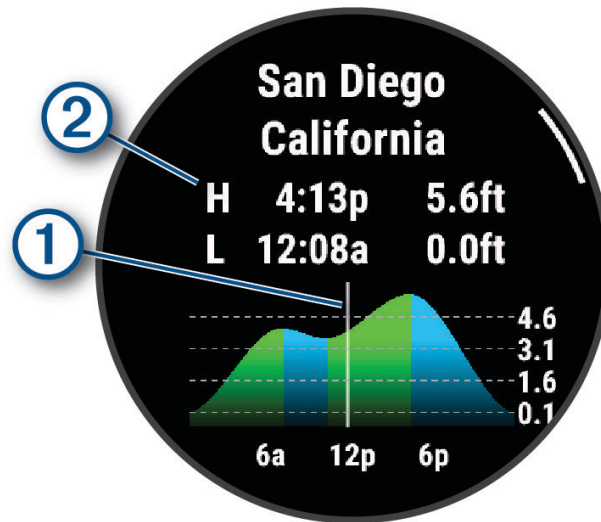 San Diego
California
2
H 4:13p 5.6ft
1
L 12:08a 0.0ft
4.6
3.1
1.6
0.1
6a 12p 6p